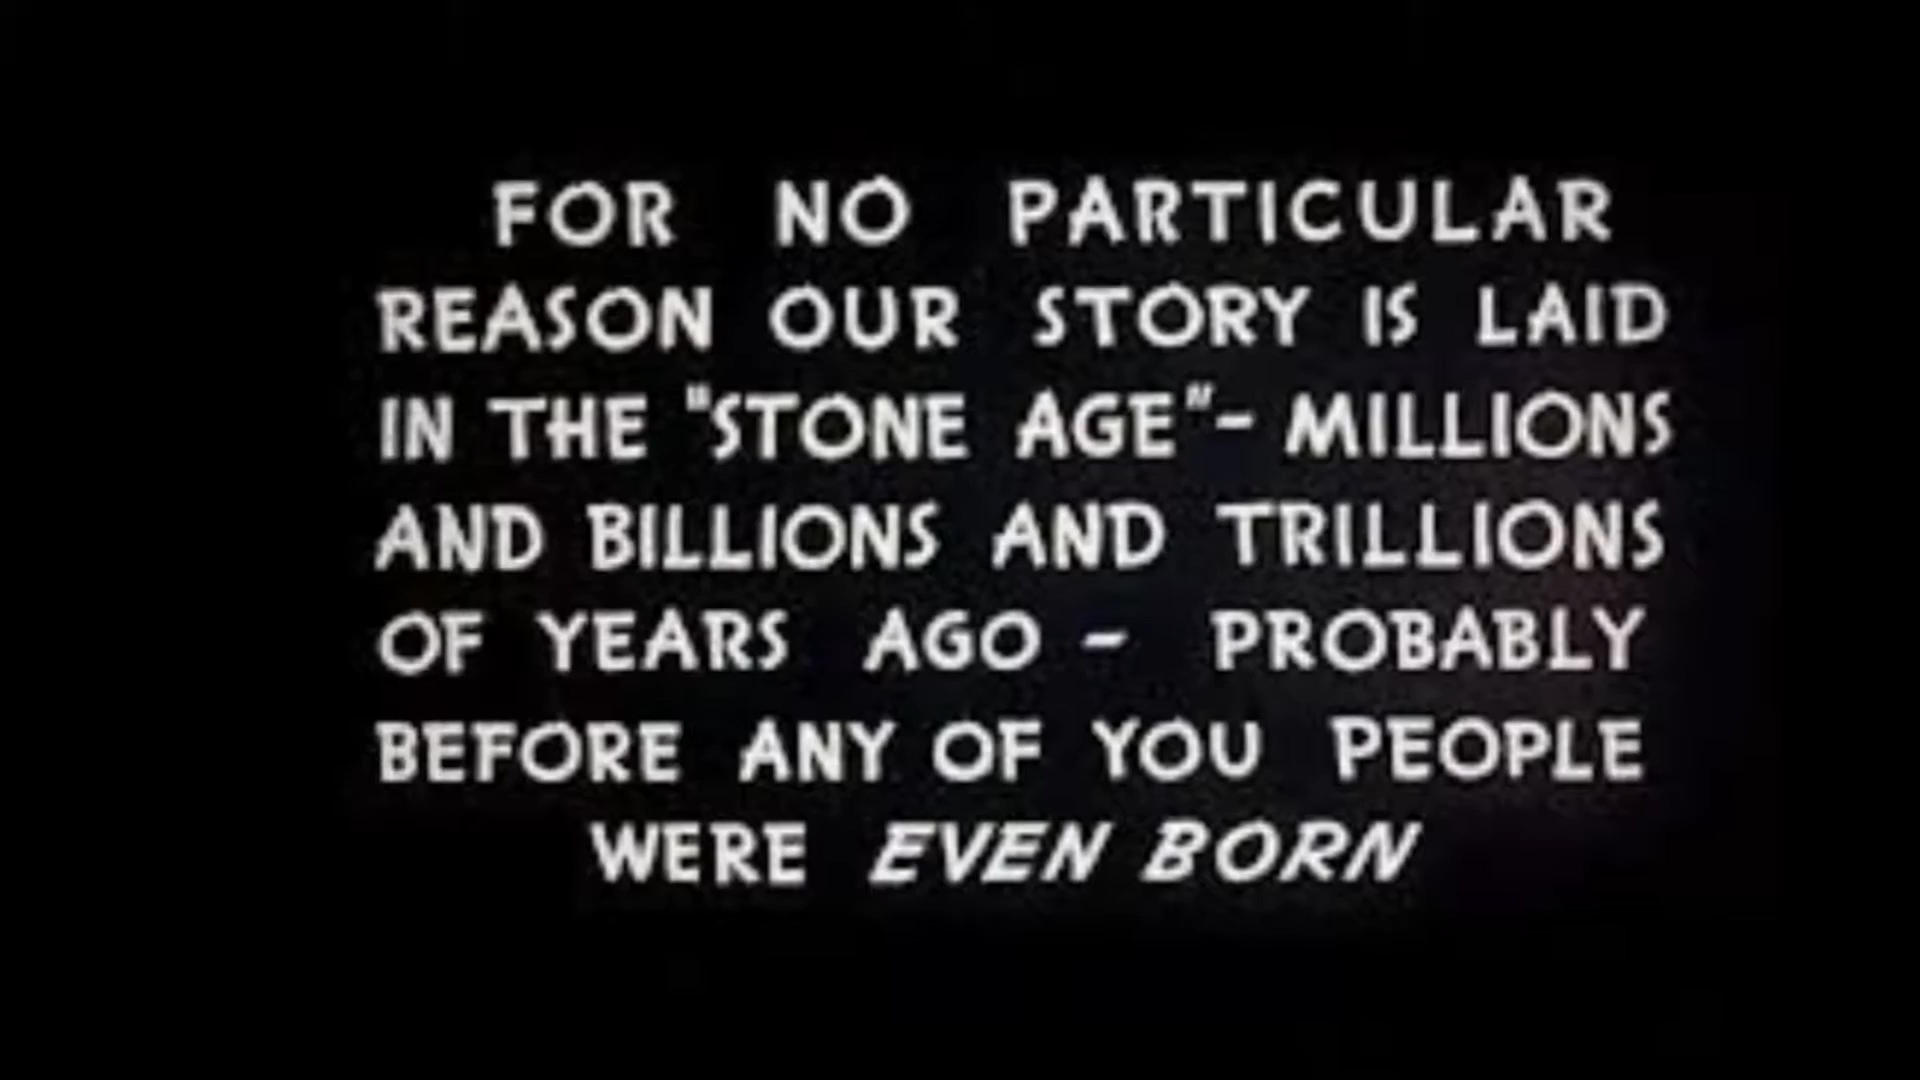 FOR NO PARTICULAR
REASON OUR STORY IS LAID
IN THE "STONE AGE"- MILLIONS
AND BILLIONS AND TRILLIONS
OF YEARS AGO - PROBABLY
BEFORE ANY OF YOU PEOPLE
WERE EVEN BORN